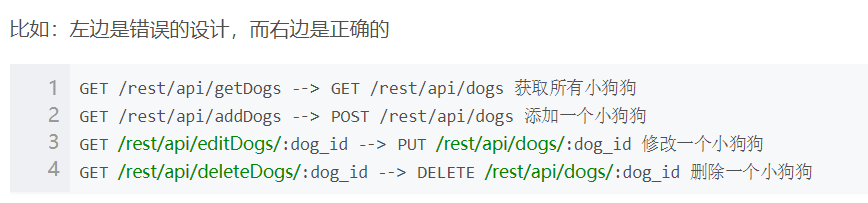 比如：左边是错误的设计，而右边是正确的
1 GET /rest/api/getDogs --> GET /rest/api/dogs 获取所有小狗狗
2 GET /rest/api/addDogs --> POST /rest/api/dogs 添加一个小狗狗
3 GET /rest/api/editDogs/:dog_id --> PUT /rest/api/dogs/:dog_id 修改一个小狗狗
4 GET /rest/api/deleteDogs/:dog_id --> DELETE /rest/api/dogs/:dog_id 删除一个小狗狗